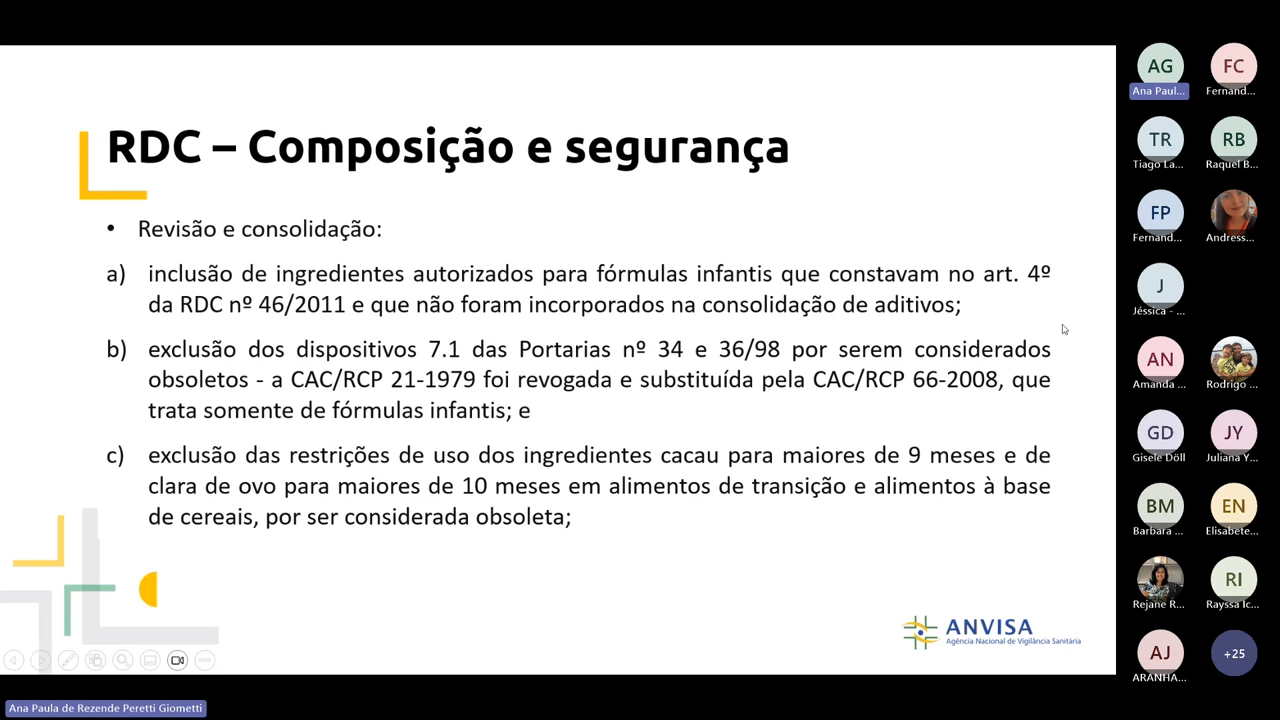 RDC – Composição e segurança
• Revisão e consolidação:
a) inclusão de ingredientes autorizados para fórmulas infantis que constavam no art. 4º
da RDC nº 46/2011 e que não foram incorporados na consolidação de aditivos;
b) exclusão dos dispositivos 7.1 das Portarias nº 34 e 36/98 por serem considerados
obsoletos - a CAC/RCP 21-1979 foi revogada e substituída pela CAC/RCP 66-2008, que
trata somente de fórmulas infantis; e
c) exclusão das restrições de uso dos ingredientes cacau para maiores de 9 meses e de
clara de ovo para maiores de 10 meses em alimentos de transição e alimentos à base
de cereais, por ser considerada obsoleta;
ANVISA
Agência Nacional de Vigilância Sanitária
Ana Paula de Rezende Peretti Giometti
AG
Ana Paul...
FC
Fernand...
TR
Tiago La...
RB
Raquel B...
FP
Fernand...
Andress...
J
Jéssica - ...
AN
Amanda ...
Rodrigo ...
GD
Gisele Döll
JY
Juliana Y...
BM
Barbara ...
EN
Elisabete...
Rejane R...
RI
Rayssa Ic...
AJ
ARANHA...
+25